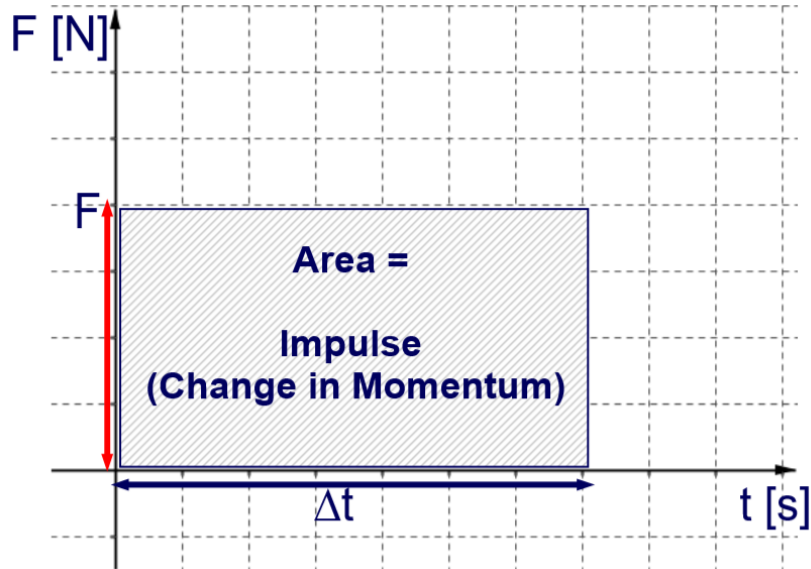 F [N]
F
Area =
Impulse
(Change in Momentum)
Δt
t [s]